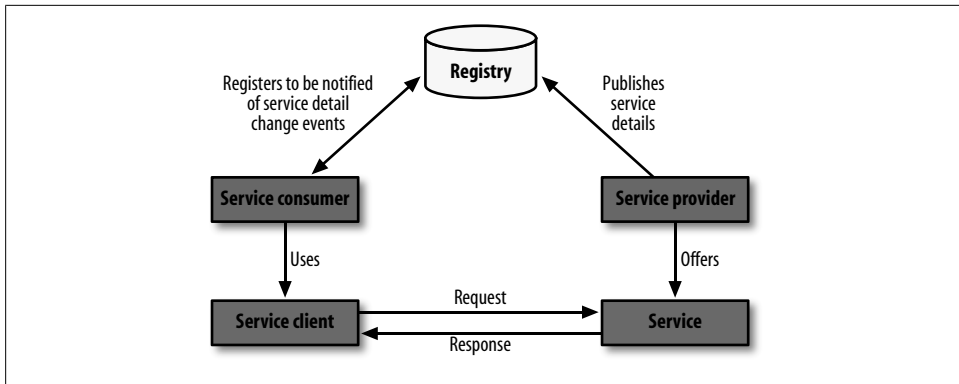 Registry
Registers to be notified
of service detail
change events
Publishes
service
details
Service consumer
Service provider
Uses
Offers
Request
Service client
Service
Response